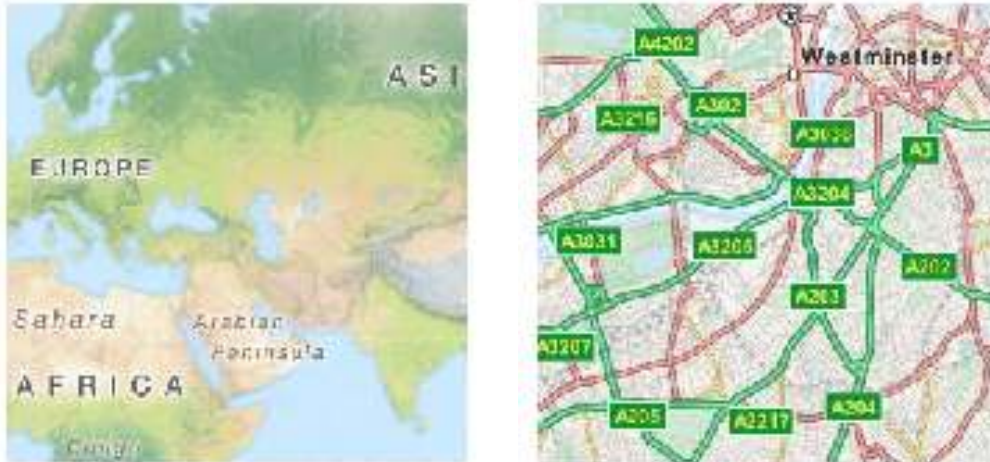 ASI
EUROPE
Sahara
Arabian
Peninsula
AFRICA
Congo
A4202
Westminster
A302
A3216
A3036
A3
A3204
A3031
A3205
A202
A203
A3207
A205
A2217
A204